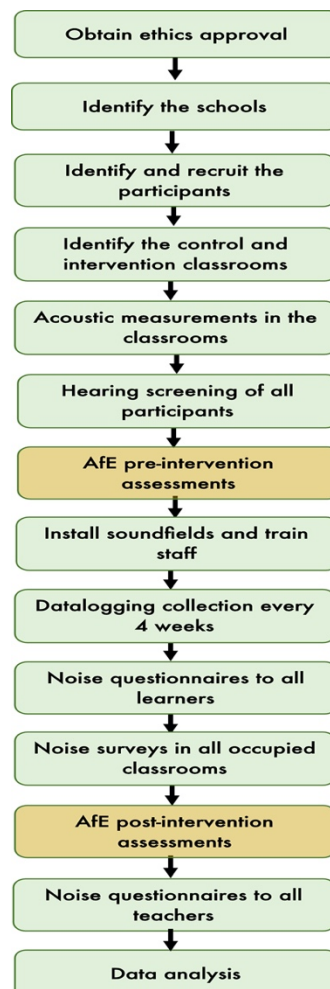 Obtain ethics approval
Identify the schools
Identify and recruit the
participants
Identify the control and
intervention classrooms
Acoustic measurements in the
classrooms
Hearing screening of all
participants
AfE pre-intervention
assessments
Install soundfields and train
staff
Datalogging collection every
4 weeks
Noise questionnaires to all
learners
Noise surveys in all occupied
classrooms
AfE post-intervention
assessments
Noise questionnaires to all
teachers
Data analysis